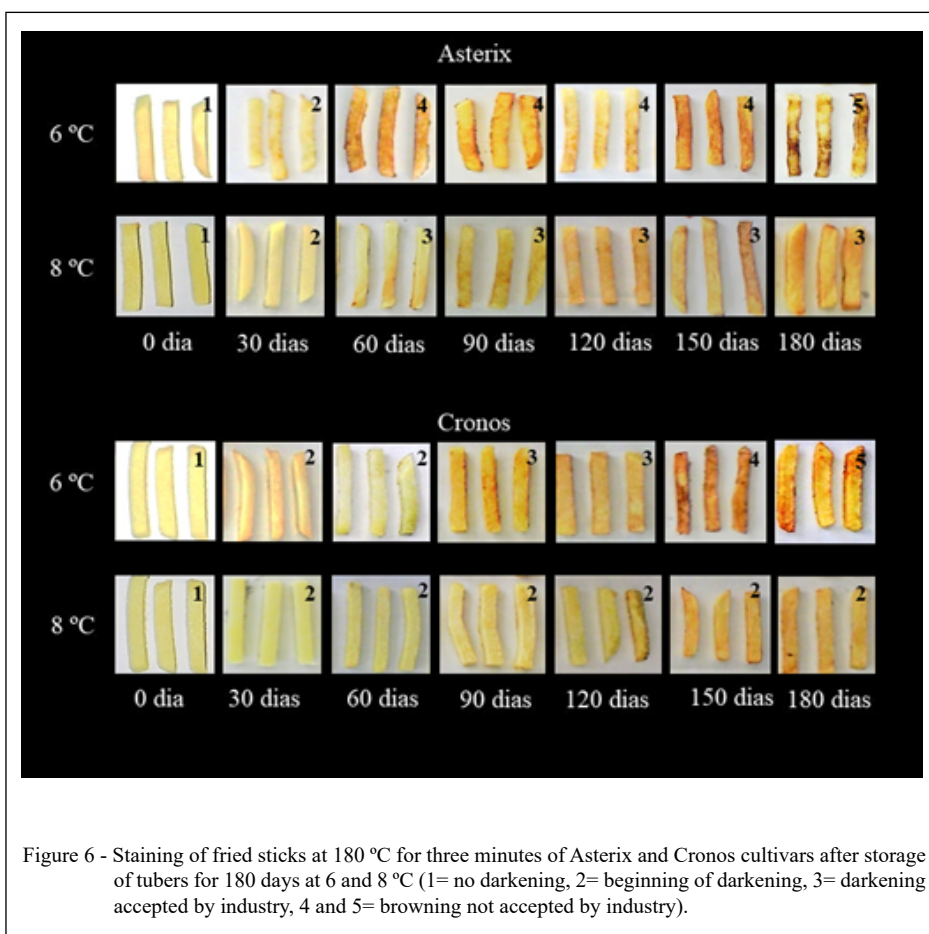 Asterix
6 ºC 1 2 4 4 4 4 5
8 ºC 1 2 3 3 3 3 3
0 dia 30 dias 60 dias 90 dias 120 dias 150 dias 180 dias
Cronos
6 ºC 1 2 2 3 3 4 5
8 ºC 1 2 2 2 2 2 2
0 dia 30 dias 60 dias 90 dias 120 dias 150 dias 180 dias
Figure 6 - Staining of fried sticks at 180 ºC for three minutes of Asterix and Cronos cultivars after storage
of tubers for 180 days at 6 and 8 ºC (1= no darkening, 2= beginning of darkening, 3= darkening
accepted by industry, 4 and 5= browning not accepted by industry).